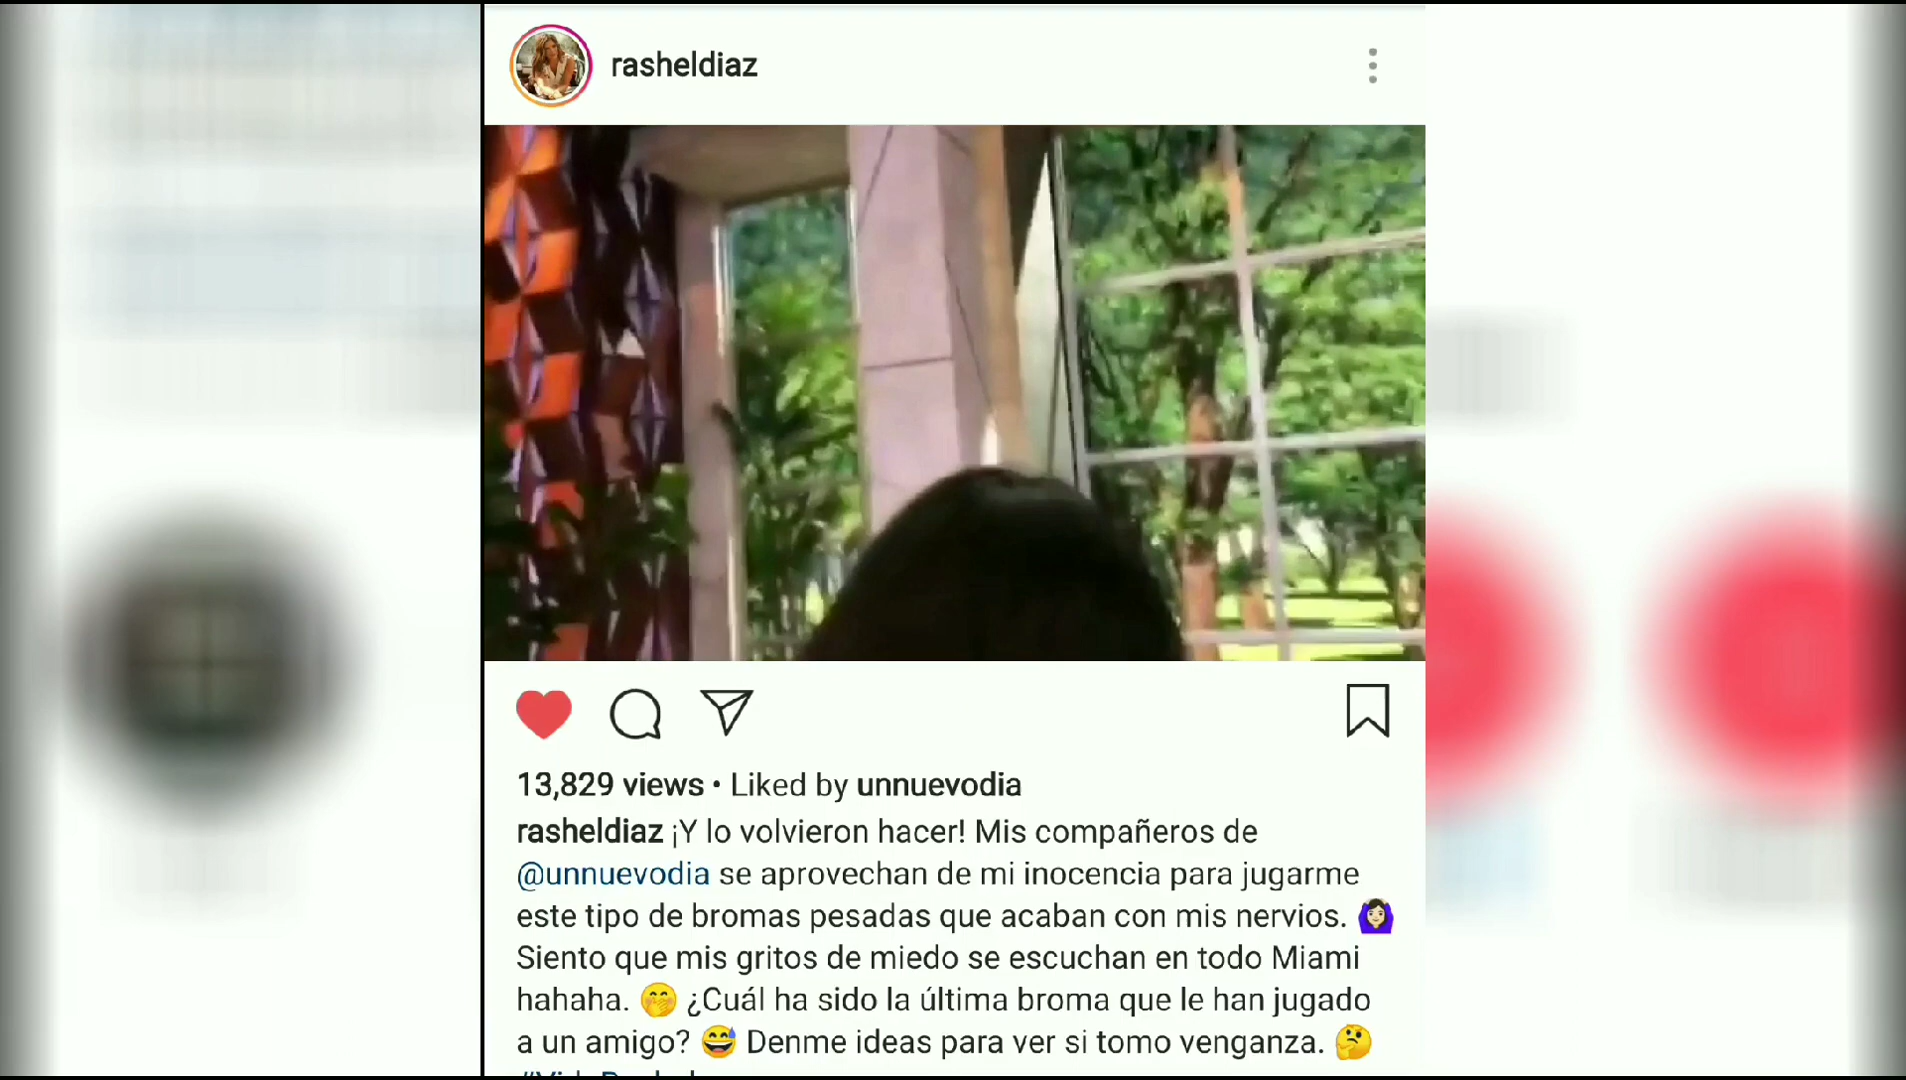 rasheldiaz
13,829 views • Liked by unnuevodia
rasheldiaz ¡Y lo volvieron hacer! Mis compañeros de
@unnuevodia se aprovechan de mi inocencia para jugarme
este tipo de bromas pesadas que acaban con mis nervios. 🙆🏻‍♀️
Siento que mis gritos de miedo se escuchan en todo Miami
hahaha. 🤭 ¿Cuál ha sido la última broma que le han jugado
a un amigo? 😅 Denme ideas para ver si tomo venganza. 🤔